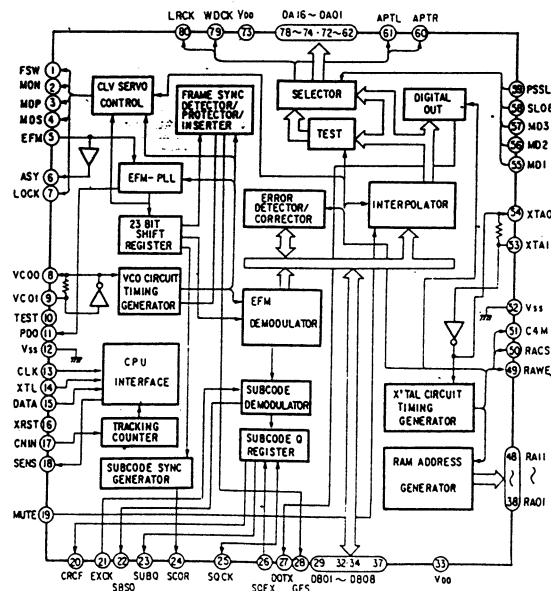 LRCK WDCK VDD DA16~DA01 APTL APTR
80 79 73 78~74·72~62 61 60
FSW 1
MON 2
MDP 3
MDS 4
EFM 5
ASY 6
LOCK 7
VCO0 8
VCO1 9
TEST 10
PDO 11
Vss 12
CLK 13
XTL 14
DATA 15
XRST 16
CNIN 17
SENS 18
MUTE 19
CLV SERVO
CONTROL
FRAME SYNC
DETECTOR/
PROTECTOR/
INSERTER
SELECTOR
DIGITAL
OUT
TEST
EFM-PLL
ERROR
DETECTOR/
CORRECTOR
INTERPOLATOR
23 BIT
SHIFT
REGISTER
VCO CIRCUIT
TIMING
GENERATOR
EFM
DEMODULATOR
CPU
INTERFACE
SUBCODE
DEMODULATOR
X'TAL CIRCUIT
TIMING
GENERATOR
TRACKING
COUNTER
SUBCODE Q
REGISTER
SUBCODE SYNC
GENERATOR
RAM ADDRESS
GENERATOR
59 PSSL
58 SLOB
57 MD3
56 MD2
55 MD1
54 XTAO
53 XTAI
52 Vss
51 C4M
50 RACS
49 RAWE
48 RA11
38 RA01
20 21 22 23 24 25 26 27 28 29 32·34 37 33
CRCF EXCK SBSO SUBQ SCOR SQCK SCEX DOTX GFS DB01~DB08 VDD